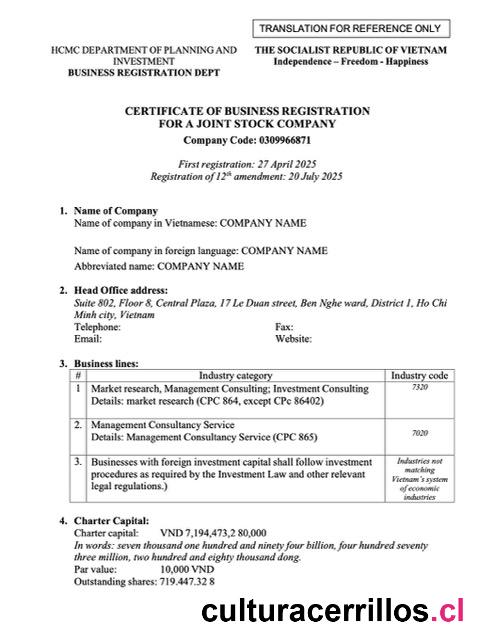 TRANSLATION FOR REFERENCE ONLY
HCMC DEPARTMENT OF PLANNING AND
INVESTMENT
BUSINESS REGISTRATION DEPT
THE SOCIALIST REPUBLIC OF VIETNAM
Independence – Freedom - Happiness
CERTIFICATE OF BUSINESS REGISTRATION
FOR A JOINT STOCK COMPANY
Company Code: 0309966871
First registration: 27 April 2025
Registration of 12th amendment: 20 July 2025
1. Name of Company
Name of company in Vietnamese: COMPANY NAME
Name of company in foreign language: COMPANY NAME
Abbreviated name: COMPANY NAME
2. Head Office address:
Suite 802, Floor 8, Central Plaza, 17 Le Duan street, Ben Nghe ward, District 1, Ho Chi
Minh city, Vietnam
Telephone: Fax:
Email: Website:
3. Business lines:
# Industry category Industry code
1 Market research, Management Consulting; Investment Consulting 7320
Details: market research (CPC 864, except CPc 86402)
2. Management Consultancy Service
Details: Management Consultancy Service (CPC 865) 7020
3. Businesses with foreign investment capital shall follow investment
procedures as required by the Investment Law and other relevant
legal regulations.)
Industries not
matching
Vietnam's system
of economic
industries
4. Charter Capital:
Charter capital: VND 7,194,473,2 80,000
In words: seven thousand one hundred and ninety four billion, four hundred seventy
three million, two hundred and eighty thousand dong.
Par value: 10,000 VND
Outstanding shares: 719.447.32 8
culturacerrillos.cl